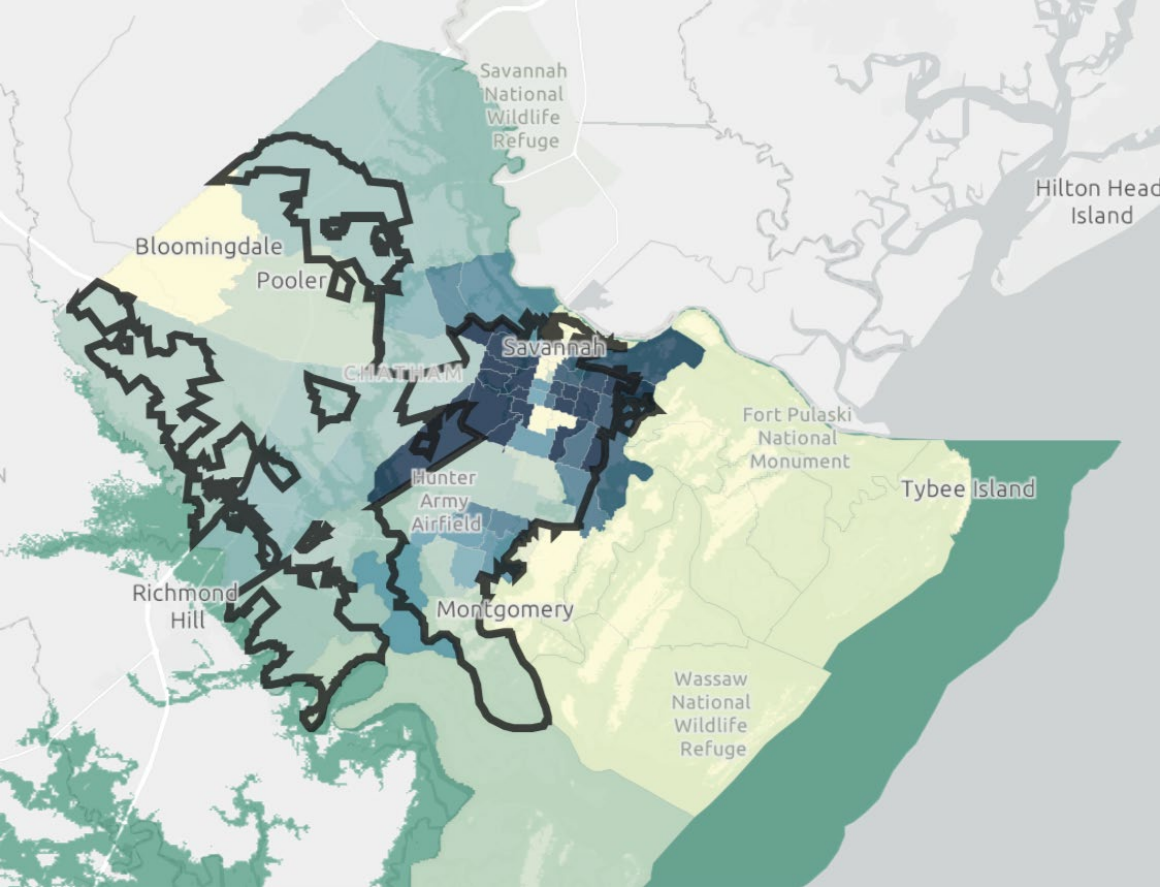 Savannah
National
Wildlife
Refuge
Hilton Head
Island
Bloomingdale
Pooler
Savannah
CHATHAM
Fort Pulaski
National
Monument
Hunter
Army
Airfield
Tybee Island
Richmond
Hill
Montgomery
Wassaw
National
Wildlife
Refuge